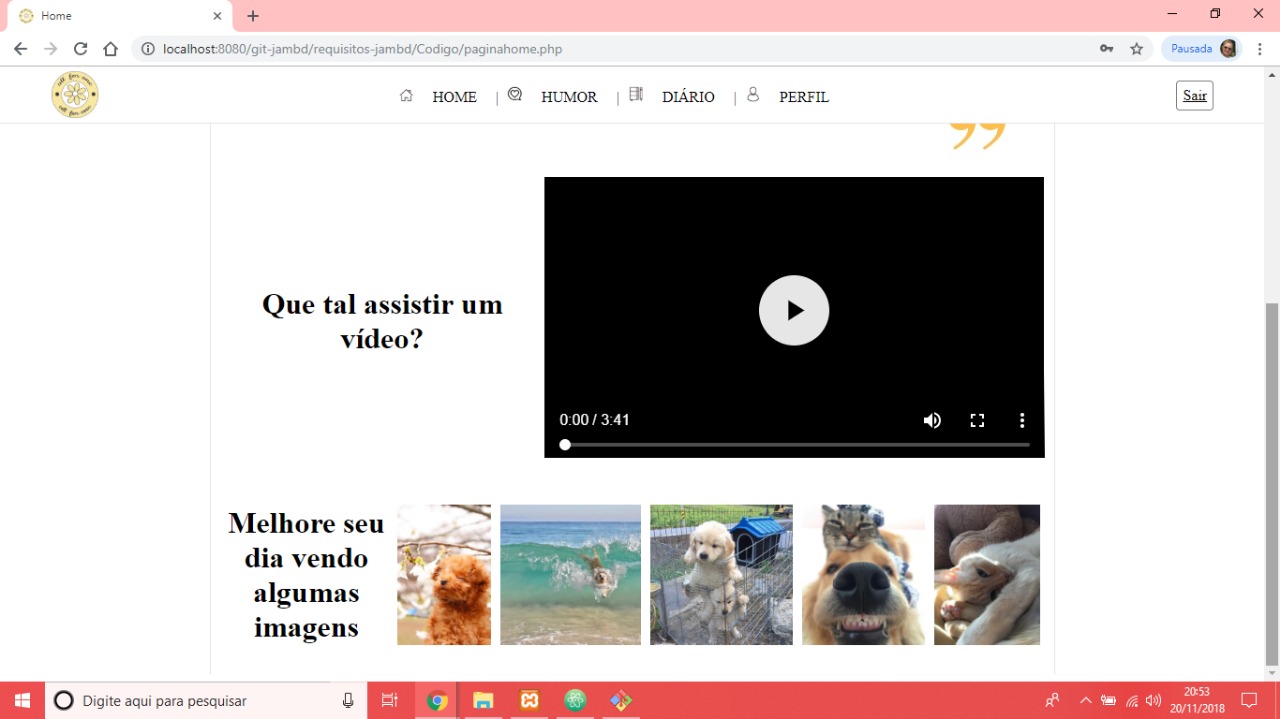 Home
localhost:8080/git-jambd/requisitos-jambd/Codigo/paginahome.php
Pausada
HOME | HUMOR | DIÁRIO | PERFIL
Sair
”
Que tal assistir um
vídeo?
0:00 / 3:41
Melhore seu
dia vendo
algumas
imagens
Digite aqui para pesquisar
20:53
20/11/2018